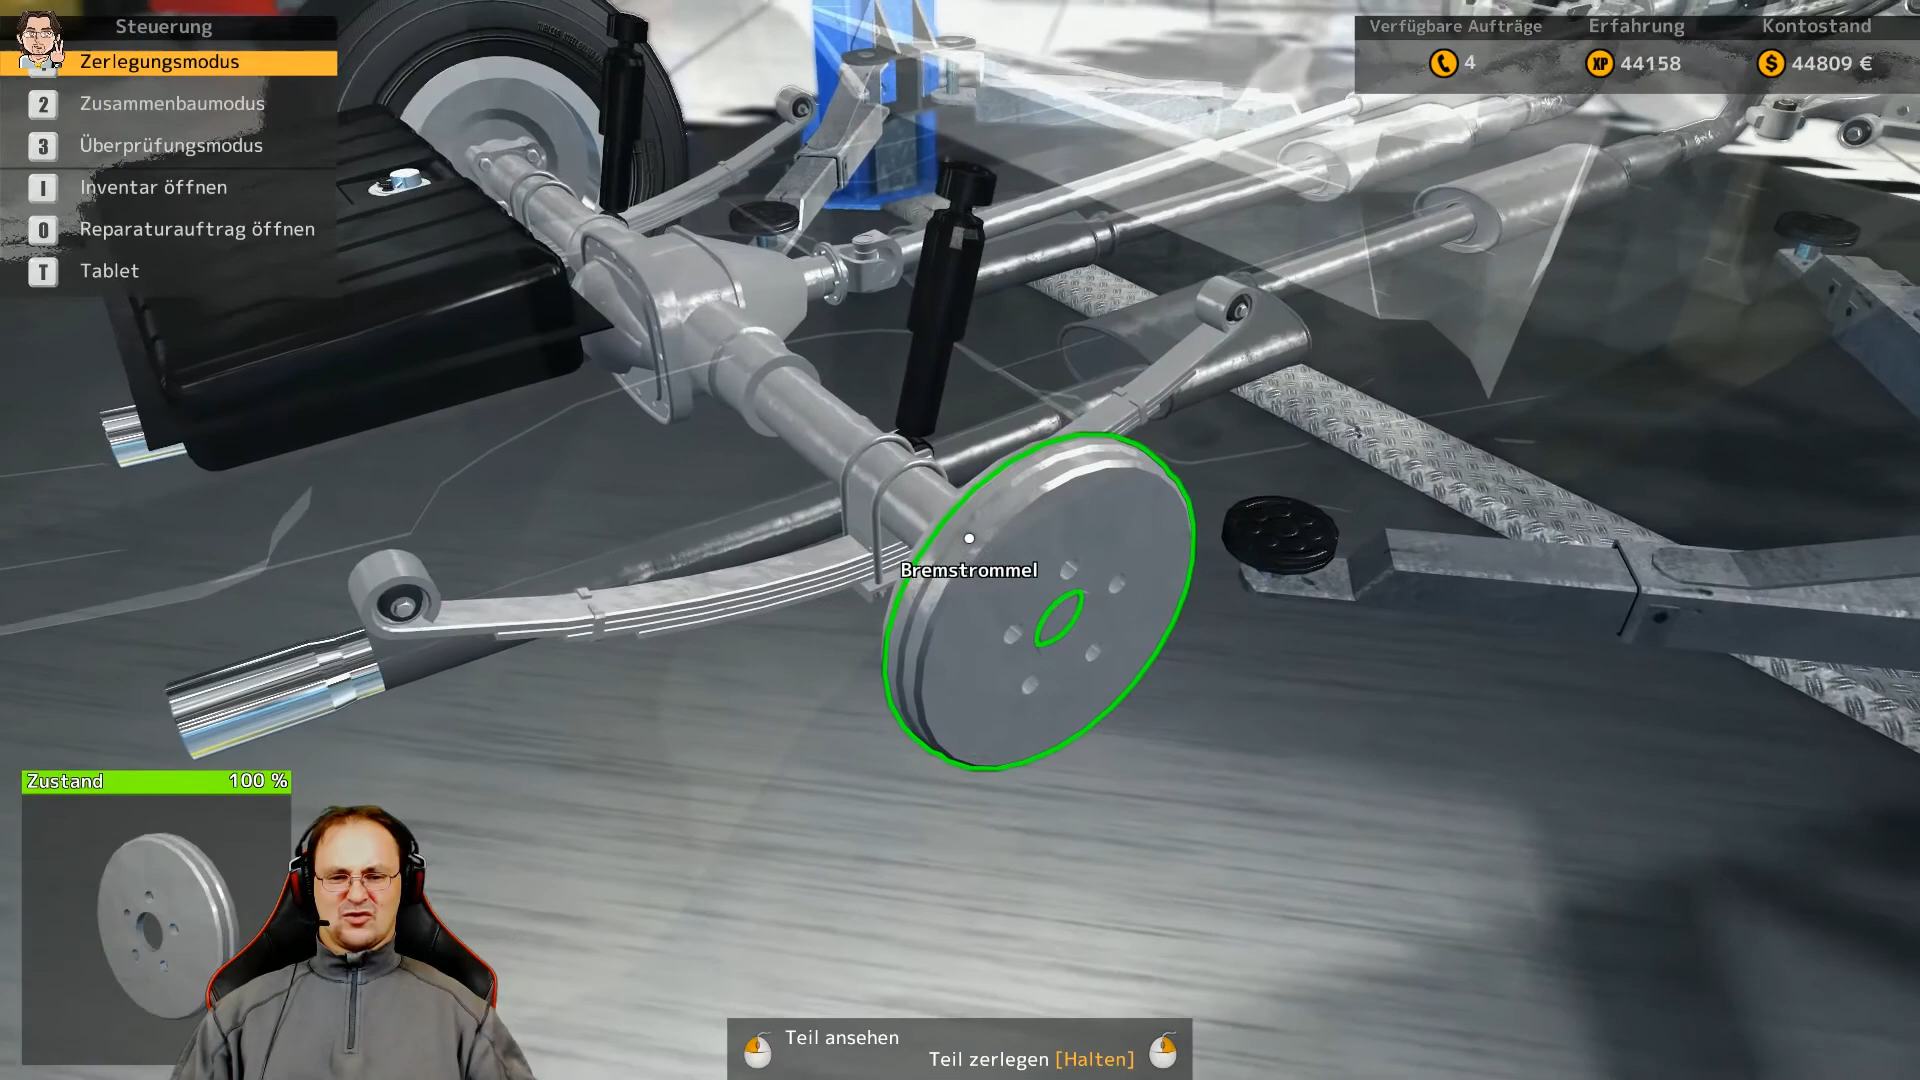 Steuerung
Zerlegungsmodus
2 Zusammenbaumodus
3 Überprüfungsmodus
I Inventar öffnen
O Reparaturauftrag öffnen
T Tablet
Verfügbare Aufträge Erfahrung Kontostand
4 XP 44158 $ 44809 €
Bremstrommel
Zustand 100 %
Teil ansehen
Teil zerlegen [Halten]